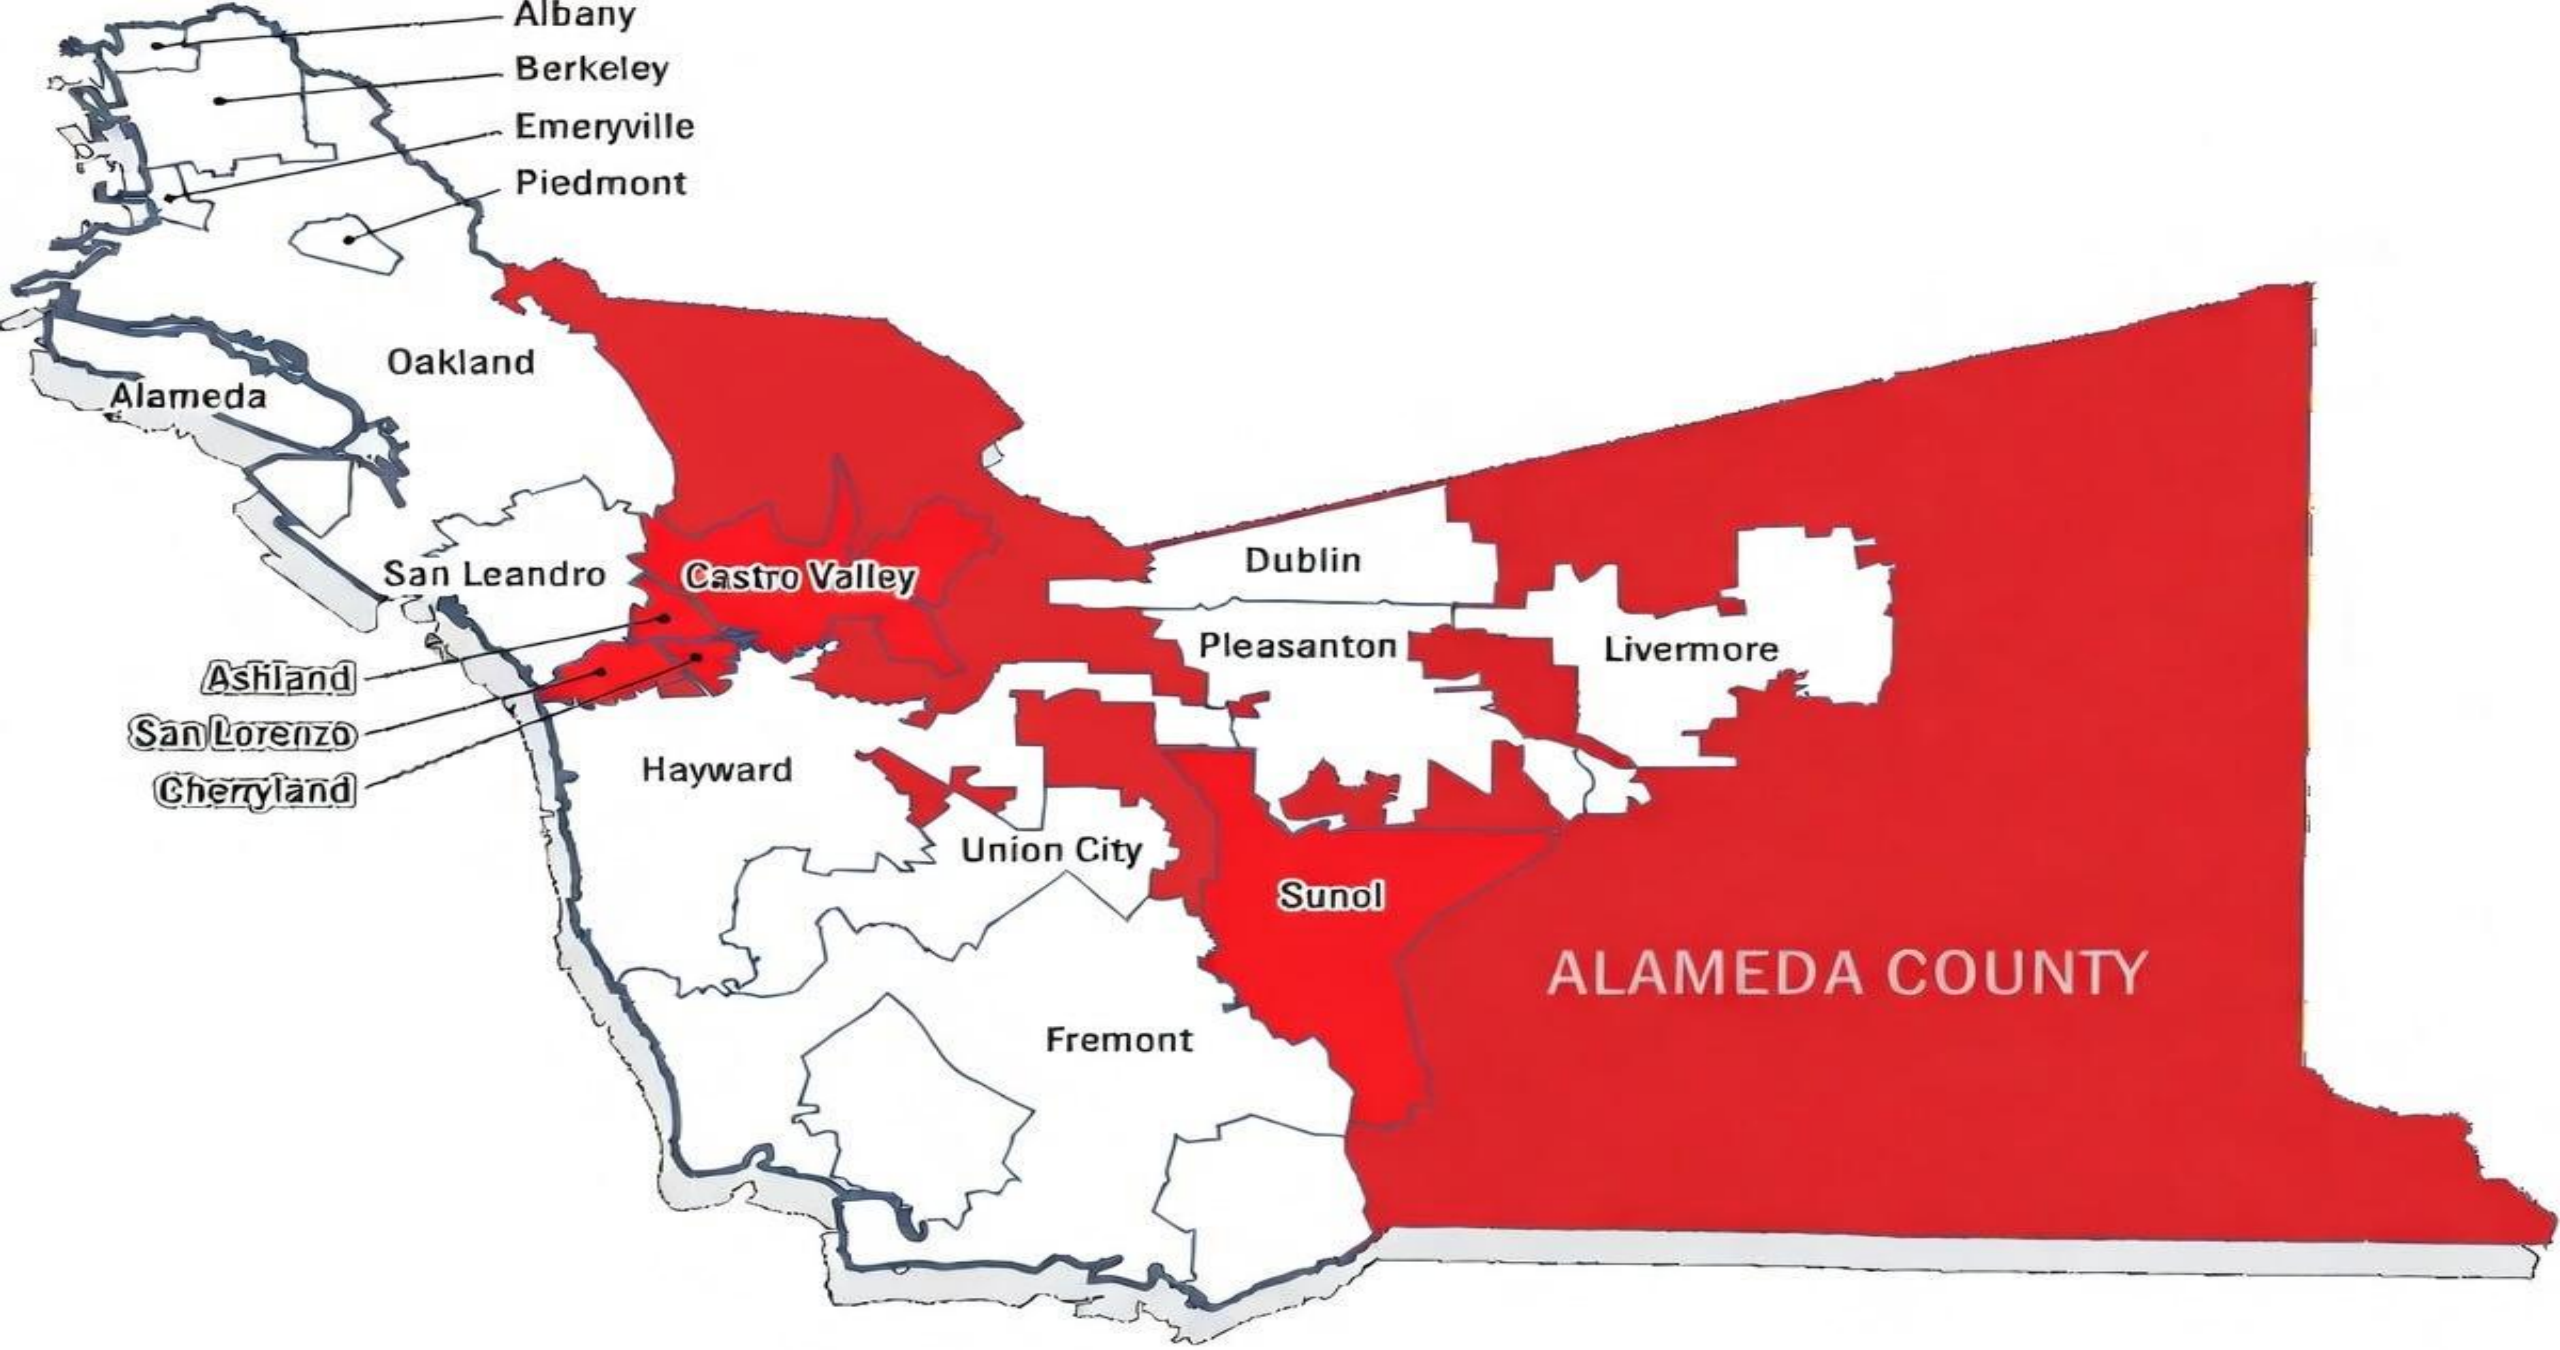 Albany
Berkeley
Emeryville
Piedmont
Oakland
Alameda
San Leandro
Castro Valley
Dublin
Pleasanton
Livermore
Ashland
San Lorenzo
Cherryland
Hayward
Union City
Sunol
ALAMEDA COUNTY
Fremont